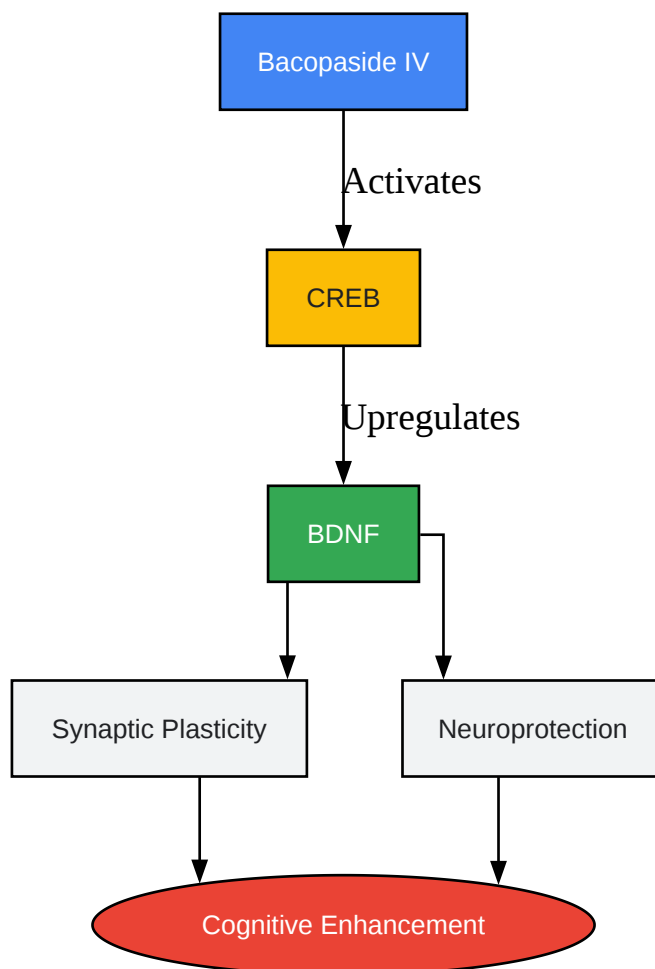 Bacopaside IV
Activates
CREB
Upregulates
BDNF
Synaptic Plasticity
Neuroprotection
Cognitive Enhancement